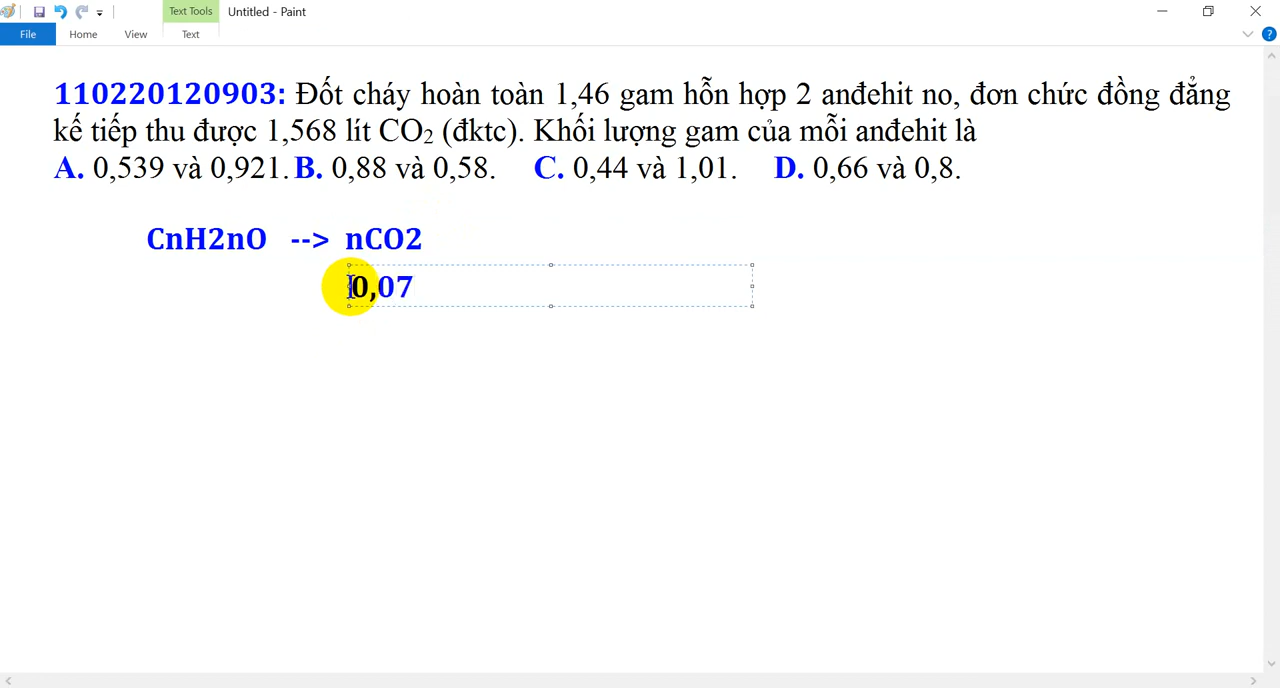 Text Tools
Untitled - Paint
File
Home
View
Text
110220120903: Đốt cháy hoàn toàn 1,46 gam hỗn hợp 2 anđehit no, đơn chức đồng đẳng
kế tiếp thu được 1,568 lít CO2 (đktc). Khối lượng gam của mỗi anđehit là
A. 0,539 và 0,921. B. 0,88 và 0,58. C. 0,44 và 1,01. D. 0,66 và 0,8.
CnH2nO --> nCO2
0,07